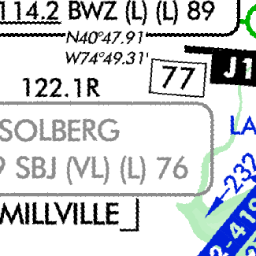 114.2 BWZ (L) (L) 89
N40°47.91'
W74°49.31'
77
J1
122.1R
SOLBERG
LA
9 SBJ (VL) (L) 76
232
MILLVILLE
2-419